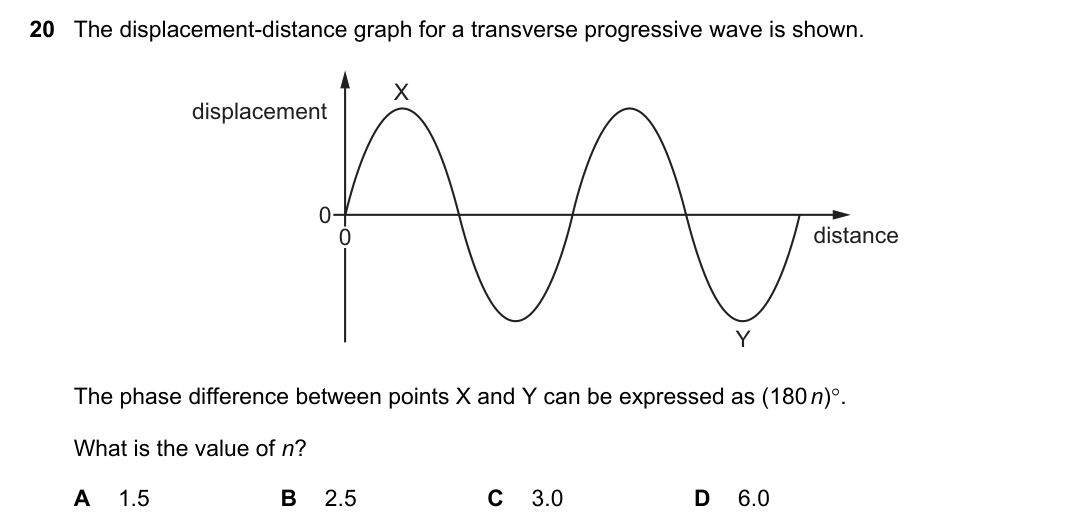 20 The displacement-distance graph for a transverse progressive wave is shown.
X
displacement
0
0
distance
Y
The phase difference between points X and Y can be expressed as (180n)°.
What is the value of n?
A 1.5 B 2.5 C 3.0 D 6.0